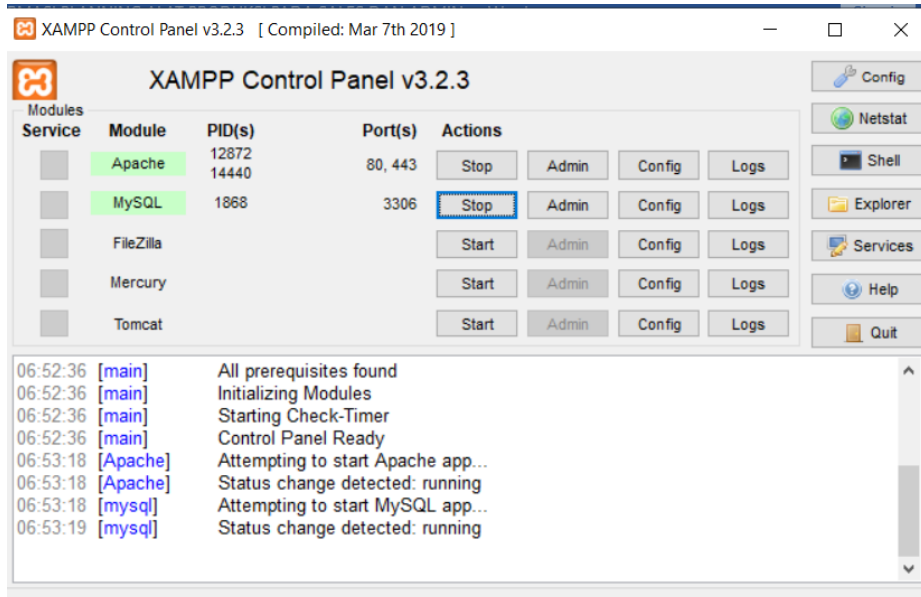 XAMPP Control Panel v3.2.3 [ Compiled: Mar 7th 2019 ]
XAMPP Control Panel v3.2.3
Config
Modules
Service Module PID(s) Port(s) Actions
Netstat
Apache 12872 14440 80, 443 Stop Admin Config Logs
Shell
MySQL 1868 3306 Stop Admin Config Logs
Explorer
FileZilla Start Admin Config Logs
Services
Mercury Start Admin Config Logs
Help
Tomcat Start Admin Config Logs
Quit
06:52:36 [main] All prerequisites found
06:52:36 [main] Initializing Modules
06:52:36 [main] Starting Check-Timer
06:52:36 [main] Control Panel Ready
06:53:18 [Apache] Attempting to start Apache app...
06:53:18 [Apache] Status change detected: running
06:53:18 [mysql] Attempting to start MySQL app...
06:53:19 [mysql] Status change detected: running